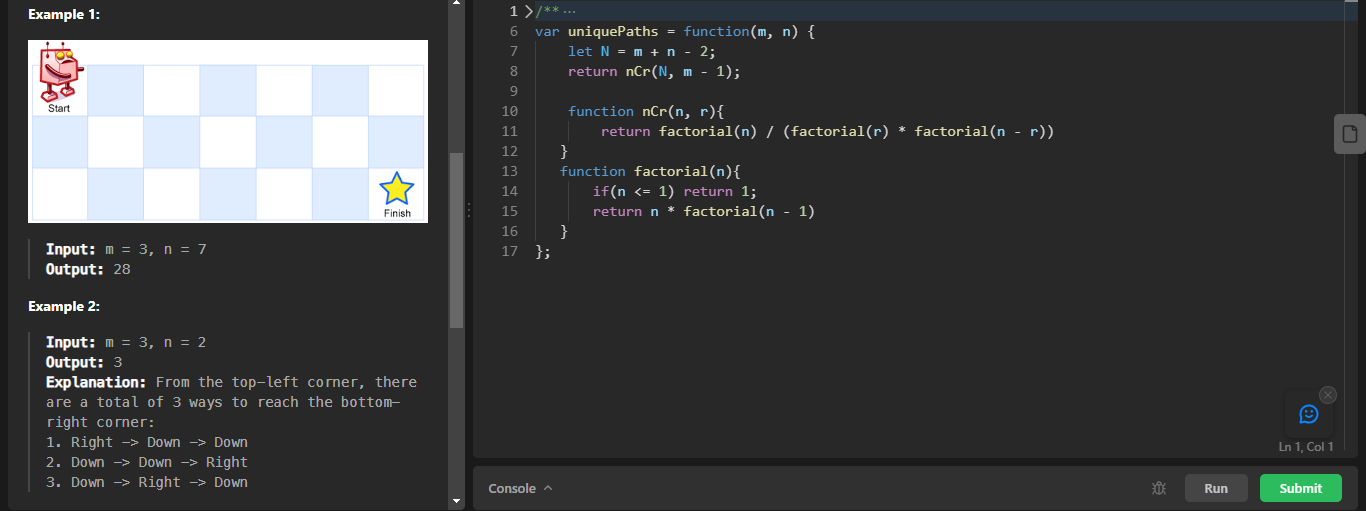 Example 1:
Start
Finish
Input: m = 3, n = 7
Output: 28
Example 2:
Input: m = 3, n = 2
Output: 3
Explanation: From the top-left corner, there
are a total of 3 ways to reach the bottom-
right corner:
1. Right -> Down -> Down
2. Down -> Down -> Right
3. Down -> Right -> Down
1 /** ···
6 var uniquePaths = function(m, n) {
7 let N = m + n - 2;
8 return nCr(N, m - 1);
9
10 function nCr(n, r){
11 return factorial(n) / (factorial(r) * factorial(n - r))
12 }
13 function factorial(n){
14 if(n <= 1) return 1;
15 return n * factorial(n - 1)
16 }
17 };
Ln 1, Col 1
Console
Run
Submit